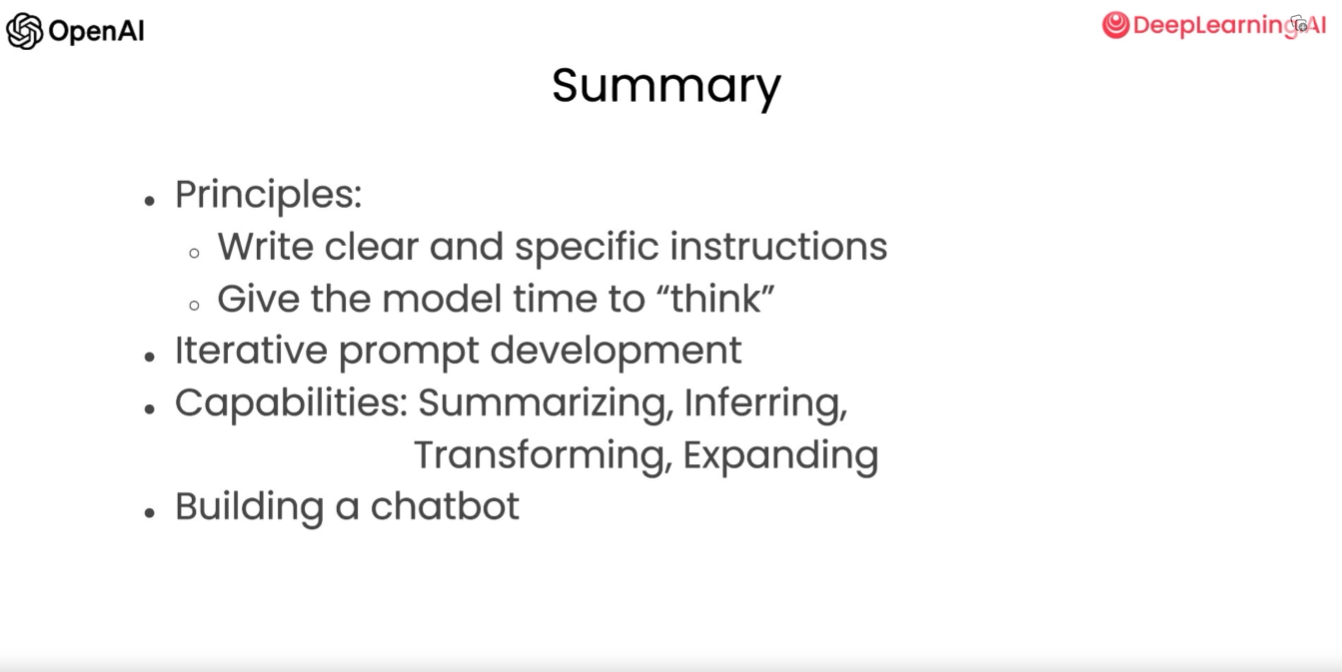 OpenAI
DeepLearning.AI
Summary
• Principles:
◦ Write clear and specific instructions
◦ Give the model time to “think”
• Iterative prompt development
• Capabilities: Summarizing, Inferring,
Transforming, Expanding
• Building a chatbot